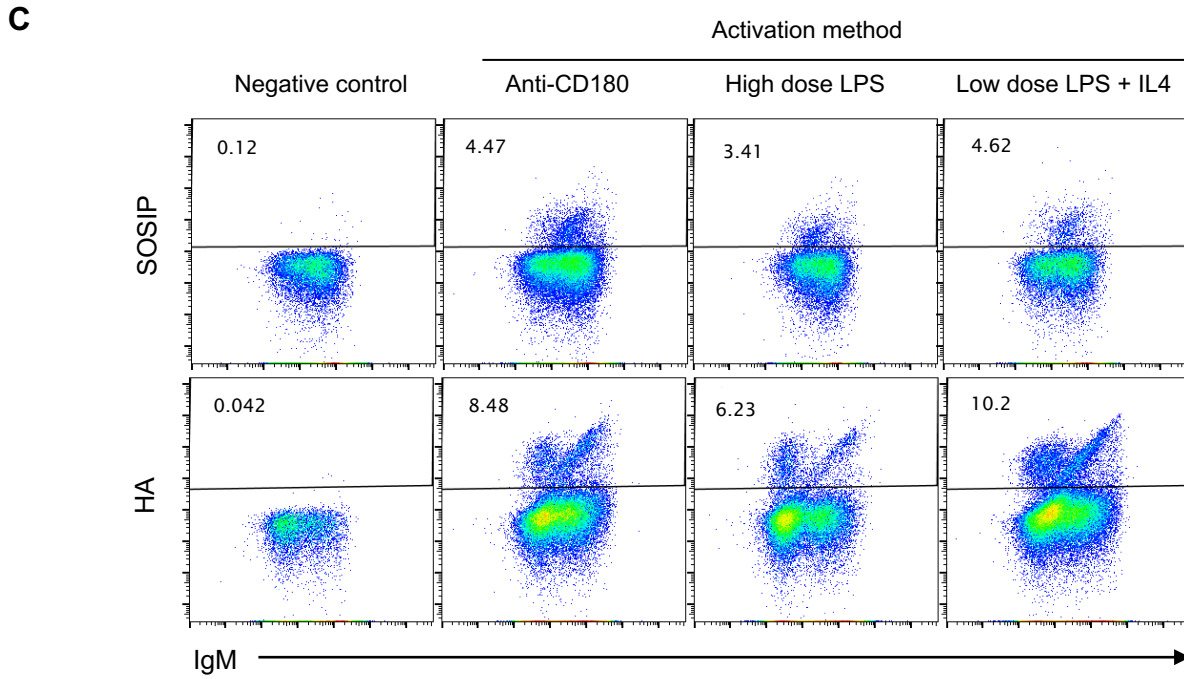 C
Activation method
Negative control Anti-CD180 High dose LPS Low dose LPS + IL4
SOSIP
0.12 4.47 3.41 4.62
HA
0.042 8.48 6.23 10.2
IgM